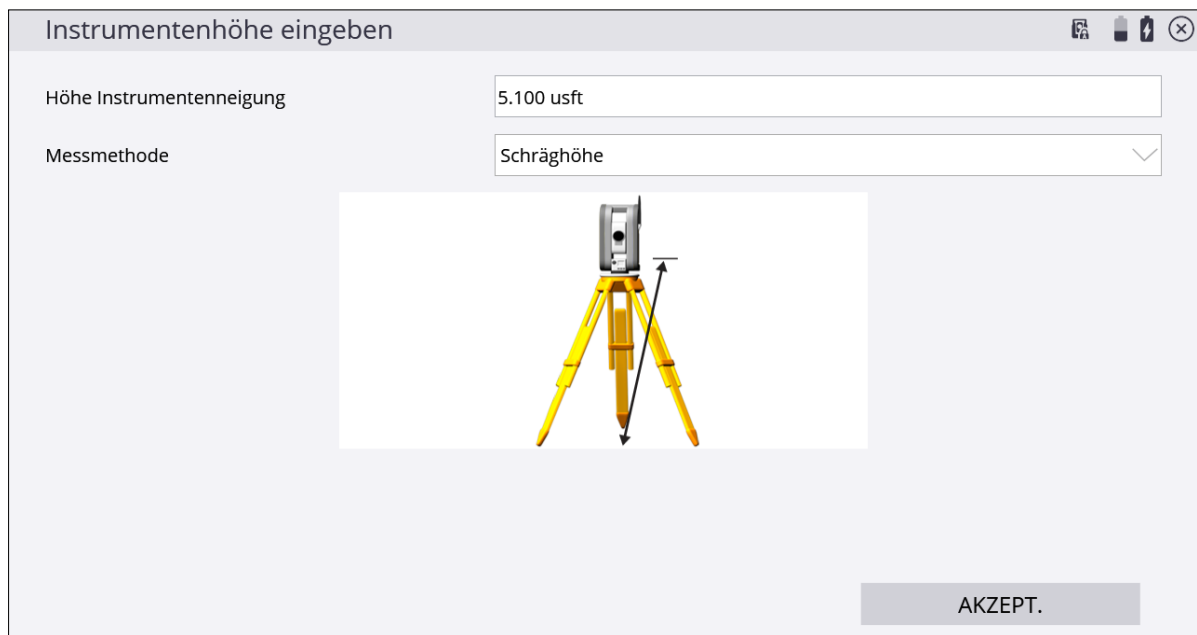 Instrumentenhöhe eingeben
Höhe Instrumentenneigung
5.100 usft
Messmethode
Schräghöhe
AKZEPT.